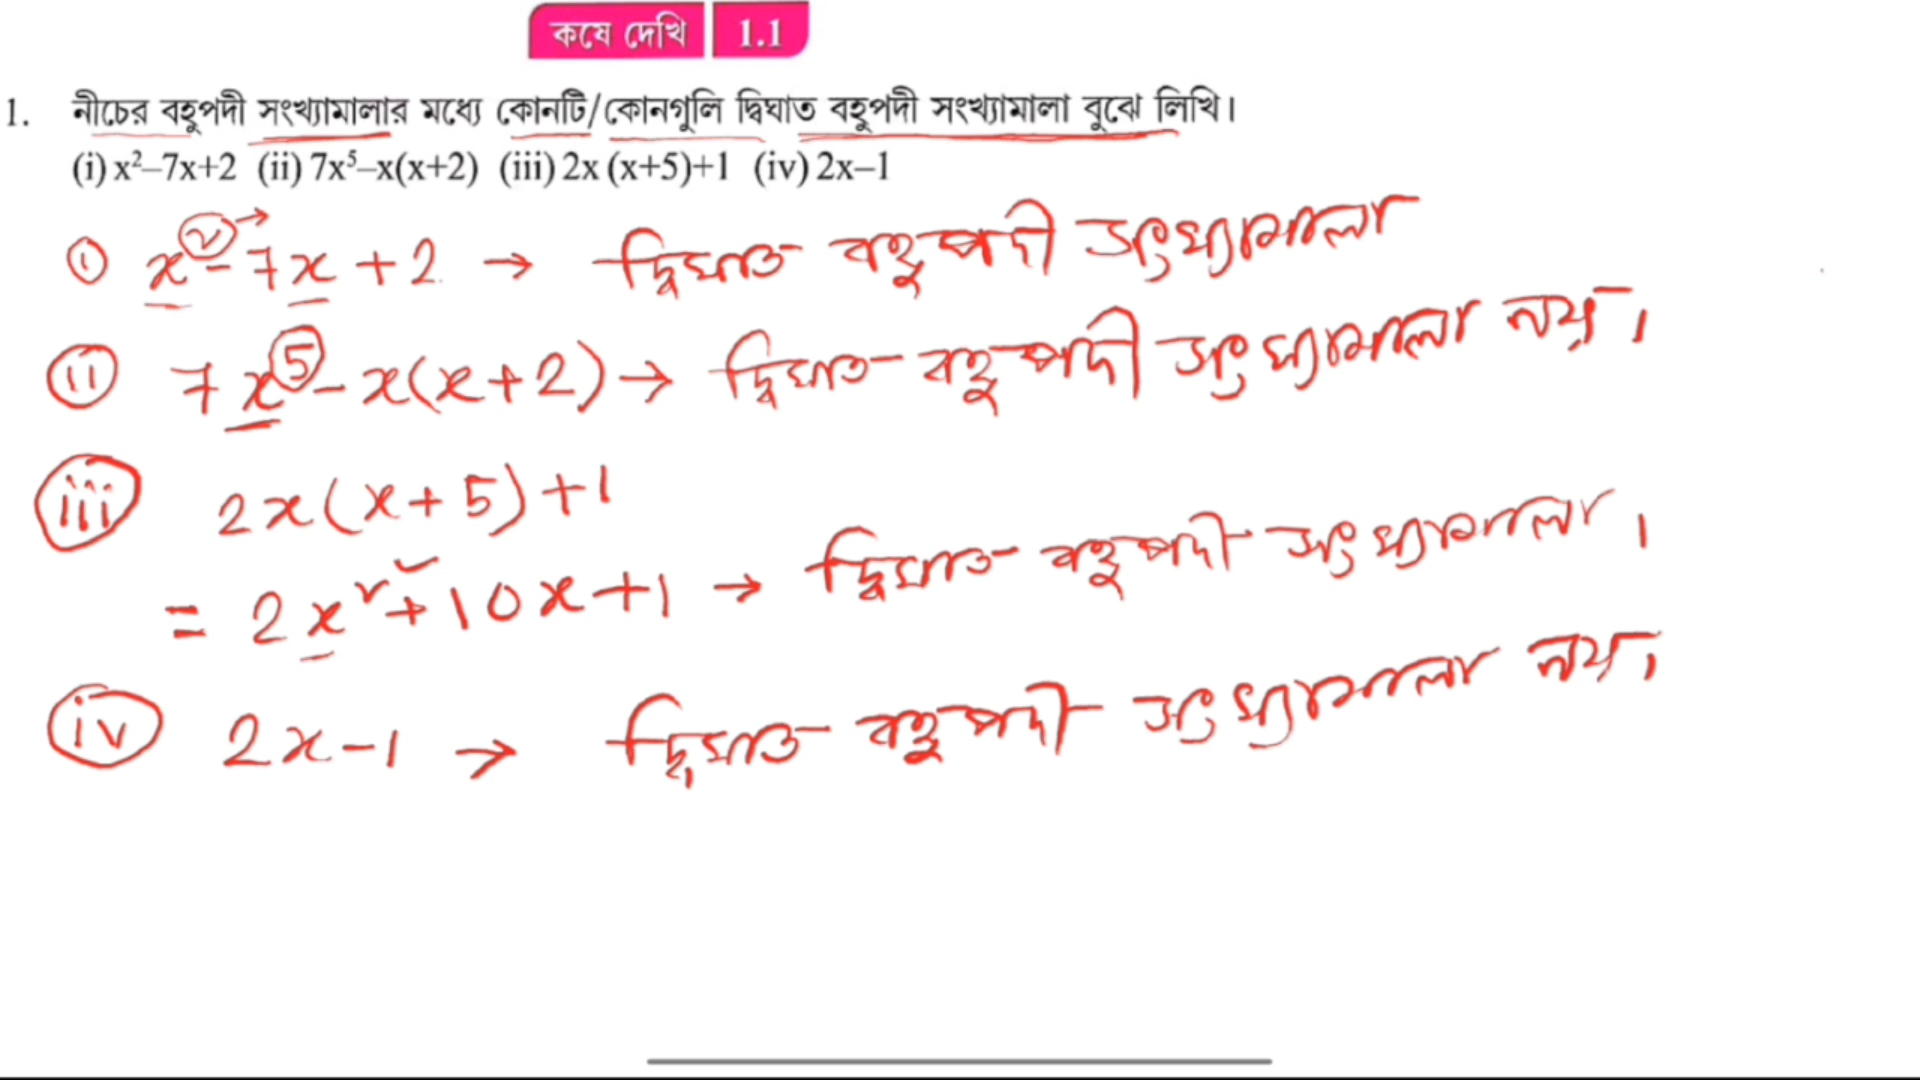 কষে দেখি 1.1
1. নীচের বহুপদী সংখ্যামালার মধ্যে কোনটি/কোনগুলি দ্বিঘাত বহুপদী সংখ্যামালা বুঝে লিখি।
(i) x²–7x+2 (ii) 7x⁵–x(x+2) (iii) 2x (x+5)+1 (iv) 2x–1
(i) x² - 7x + 2 → দ্বিঘাত বহুপদী সংখ্যামালা
(ii) 7x⁵ - x(x+2) → দ্বিঘাত বহুপদী সংখ্যামালা নয়।
(iii) 2x(x+5)+1
= 2x² + 10x + 1 → দ্বিঘাত বহুপদী সংখ্যামালা।
(iv) 2x - 1 → দ্বিঘাত বহুপদী সংখ্যামালা নয়।